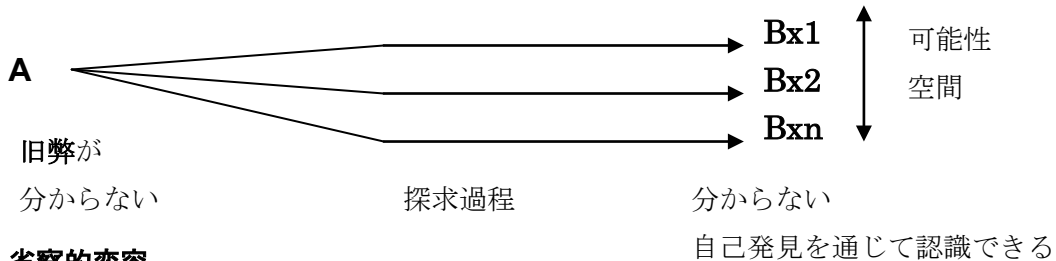 Bx1
可能性
A
Bx2
空間
Bxn
旧弊が
分からない
探求過程
分からない
自己発見を通じて認識できる
省察的変容